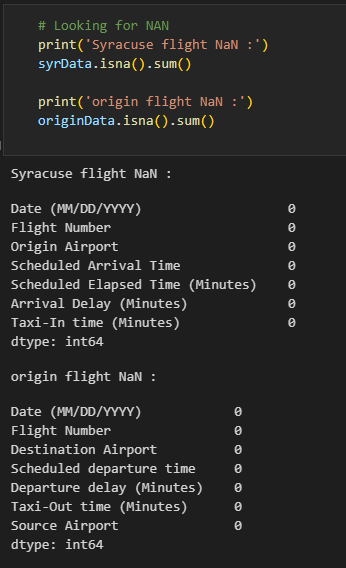 # Looking for NAN
print('Syracuse flight NaN :')
syrData.isna().sum()
print('origin flight NaN :')
originData.isna().sum()
Syracuse flight NaN :
Date (MM/DD/YYYY) 0
Flight Number 0
Origin Airport 0
Scheduled Arrival Time 0
Scheduled Elapsed Time (Minutes) 0
Arrival Delay (Minutes) 0
Taxi-In time (Minutes) 0
dtype: int64
origin flight NaN :
Date (MM/DD/YYYY) 0
Flight Number 0
Destination Airport 0
Scheduled departure time 0
Departure delay (Minutes) 0
Taxi-Out time (Minutes) 0
Source Airport 0
dtype: int64